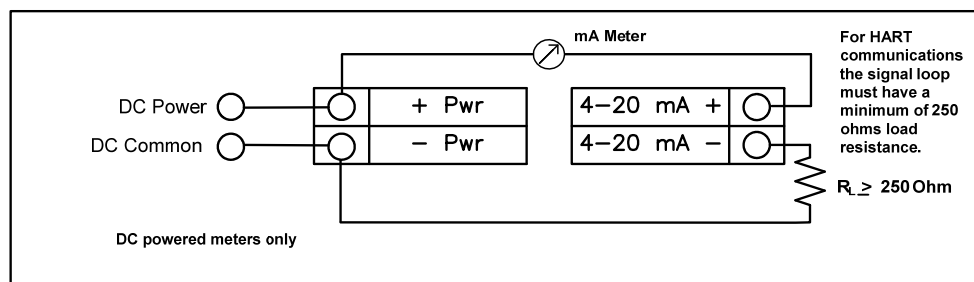 mA Meter
For HART
communications
the signal loop
must have a
minimum of 250
ohms load
resistance.
DC Power
+ Pwr
4-20 mA +
DC Common
- Pwr
4-20 mA -
RL ≥ 250 Ohm
DC powered meters only